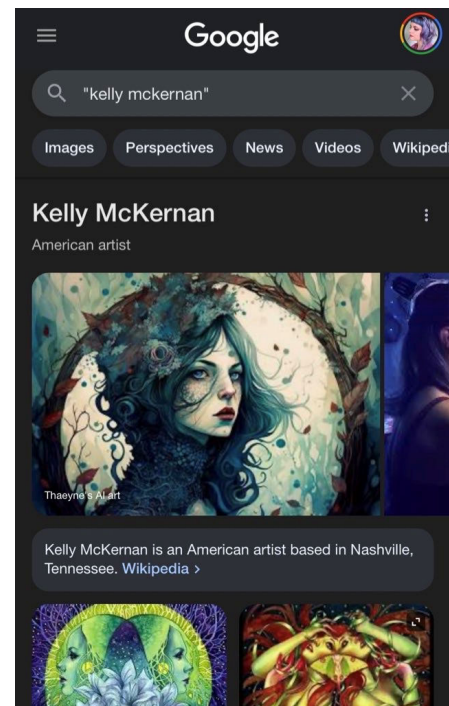 Google
"kelly mckernan"
Images Perspectives News Videos Wikipedi
Kelly McKernan
American artist
Thaeyne's AI art
Kelly McKernan is an American artist based in Nashville,
Tennessee. Wikipedia >